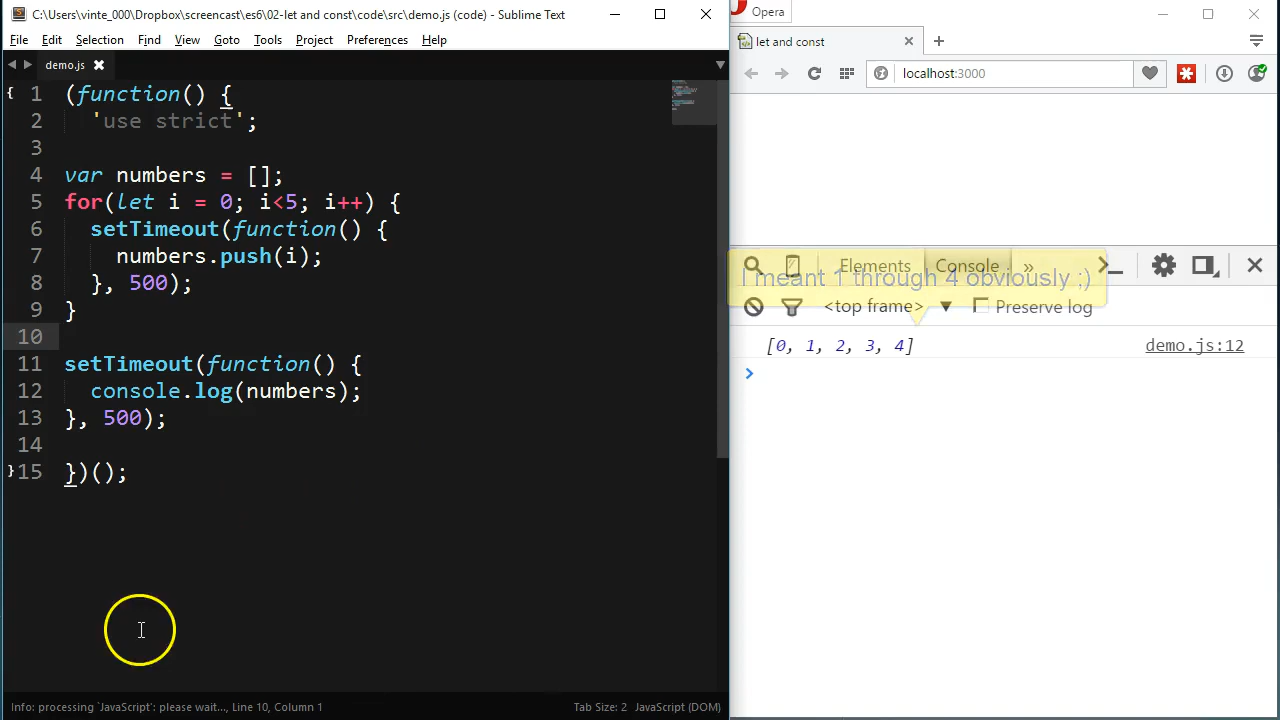 C:\Users\vinte_000\Dropbox\screencast\es6\02-let and const\code\src\demo.js (code) - Sublime Text
File Edit Selection Find View Goto Tools Project Preferences Help
demo.js
1 (function() {
2 'use strict';
3
4 var numbers = [];
5 for(let i = 0; i<5; i++) {
6 setTimeout(function() {
7 numbers.push(i);
8 }, 500);
9 }
10
11 setTimeout(function() {
12 console.log(numbers);
13 }, 500);
14
15 })();
Info: processing `JavaScript': please wait..., Line 10, Column 1 Tab Size: 2 JavaScript (DOM)
Opera
let and const
localhost:3000
Elements Console »
I meant 1 through 4 obviously ;)
<top frame> ▼ Preserve log
[0, 1, 2, 3, 4] demo.js:12